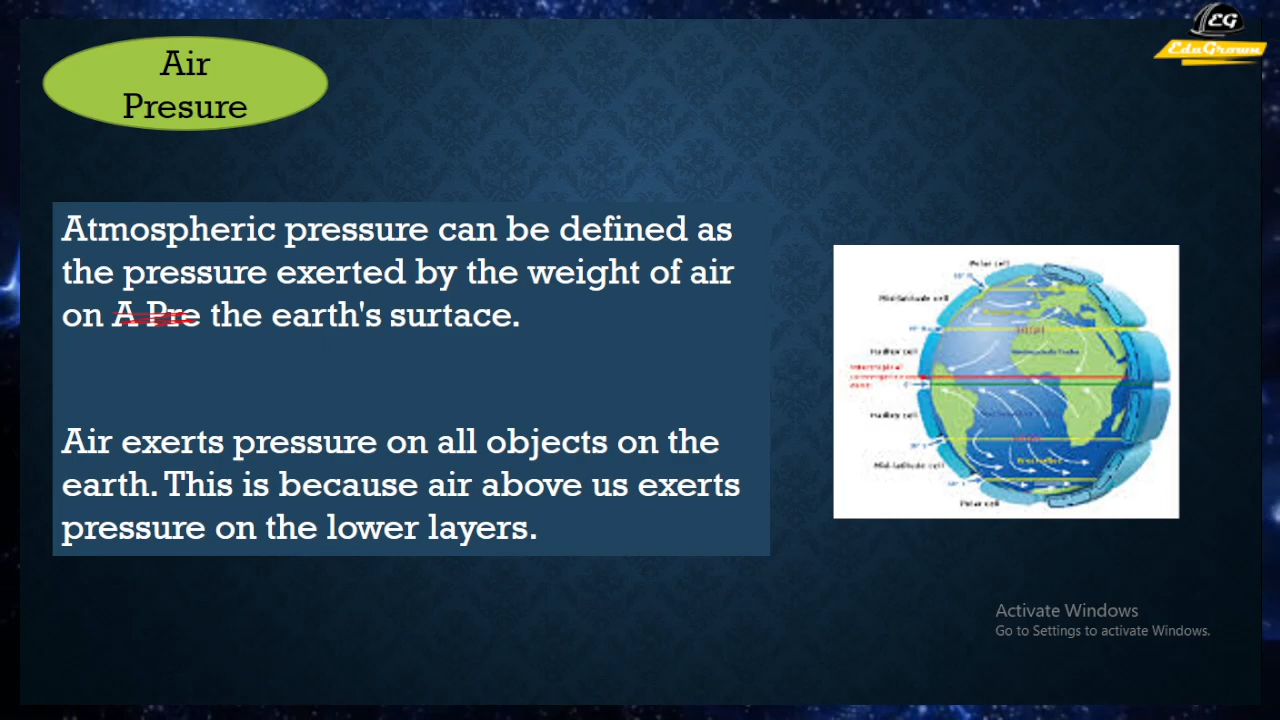 EG
EduGrown
Air
Presure
Atmospheric pressure can be defined as
the pressure exerted by the weight of air
on A Pre the earth's surtace.
Air exerts pressure on all objects on the
earth. This is because air above us exerts
pressure on the lower layers.
Polar cell
Mid-latitude cell
Hadley cell
Intertropical
Hadley cell
Mid-latitude cell
Polar cell
Activate Windows
Go to Settings to activate Windows.